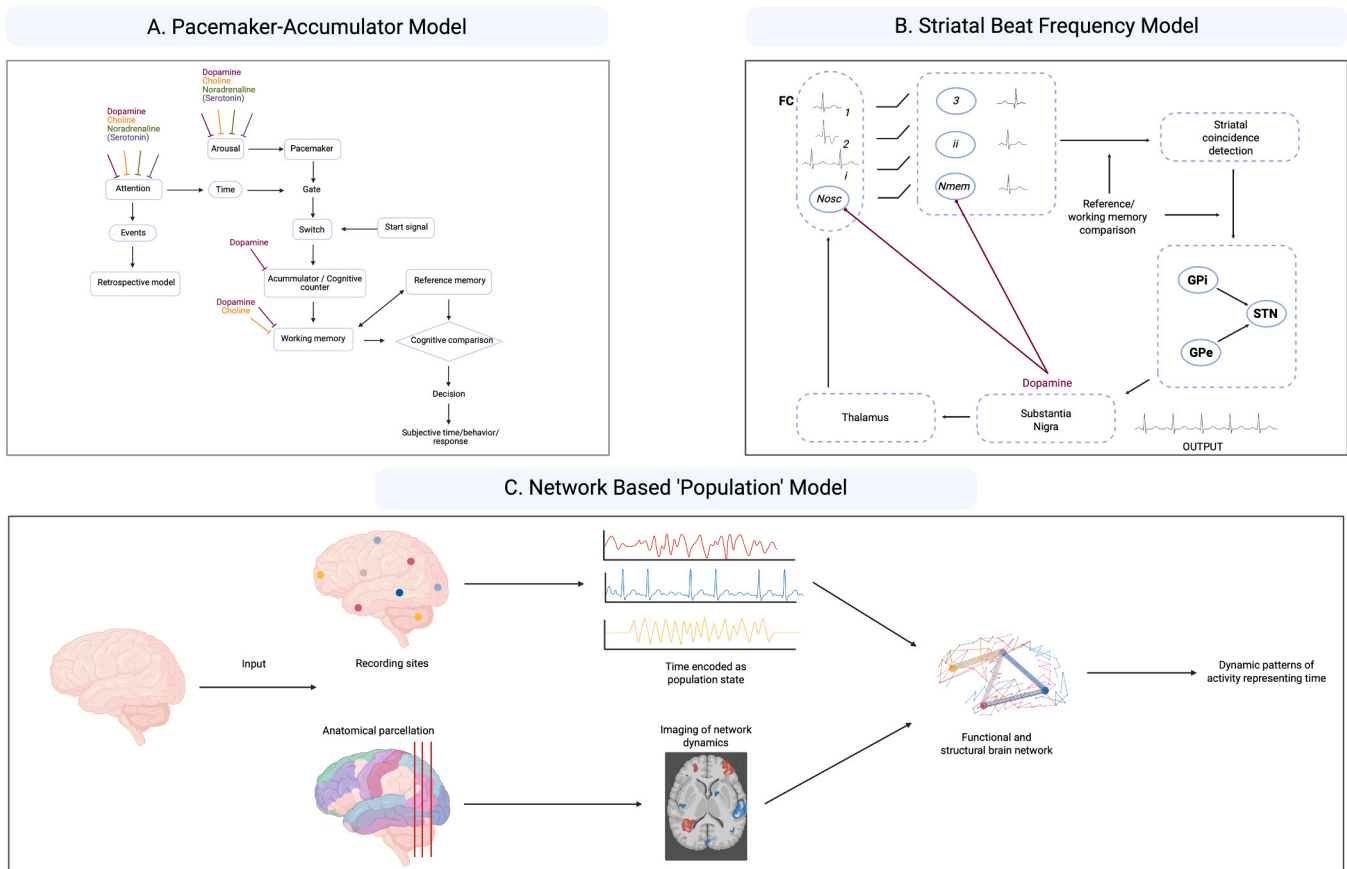 A. Pacemaker-Accumulator Model
Dopamine
Choline
Noradrenaline
(Serotonin)
Dopamine
Choline
Noradrenaline
(Serotonin)
Arousal
Pacemaker
Attention
Time
Gate
Events
Switch
Start signal
Dopamine
Retrospective model
Acummulator / Cognitive
counter
Reference memory
Dopamine
Choline
Working memory
Cognitive comparison
Decision
Subjective time/behavior/
response
B. Striatal Beat Frequency Model
FC
1
2
i
Nosc
3
ii
Nmem
Striatal
coincidence
detection
Reference/
working memory
comparison
GPi
STN
GPe
Dopamine
Thalamus
Substantia
Nigra
OUTPUT
C. Network Based 'Population' Model
Input
Recording sites
Time encoded as
population state
Anatomical parcellation
Imaging of network
dynamics
Functional and
structural brain network
Dynamic patterns of
activity representing time